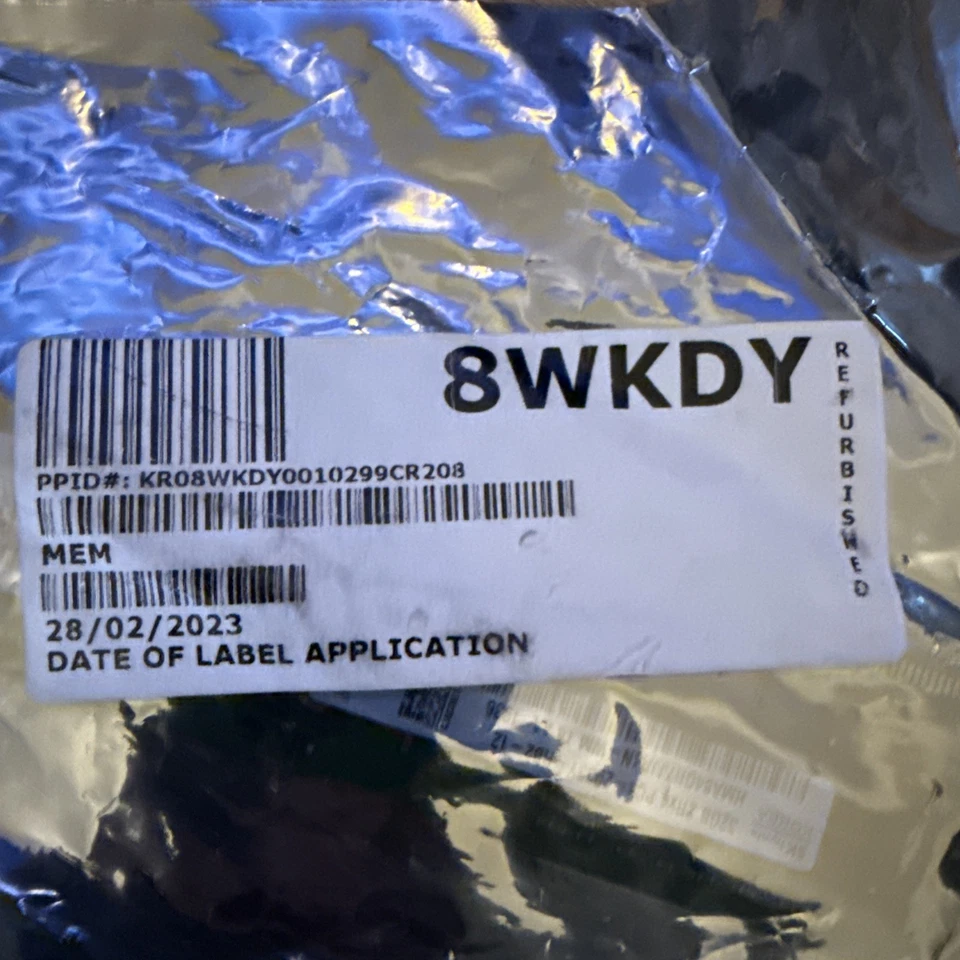 8WKDY
REFURBISHED
PPID#: KR08WKDY0010299CR208
MEM
28/02/2023
DATE OF LABEL APPLICATION